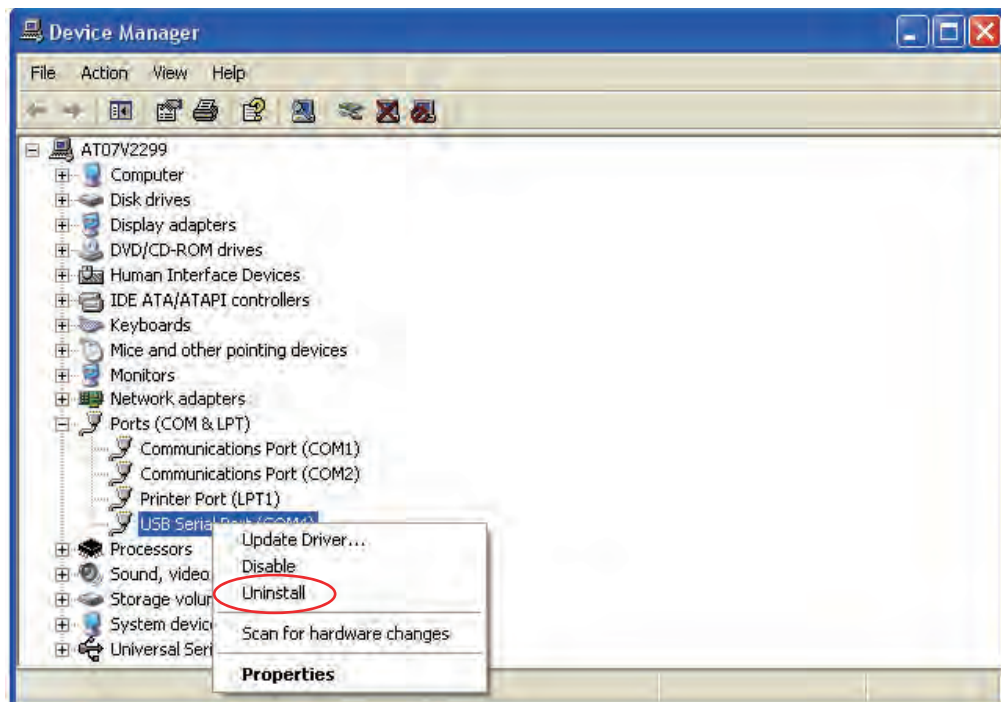 Device Manager
File Action View Help
AT07V2299
Computer
Disk drives
Display adapters
DVD/CD-ROM drives
Human Interface Devices
IDE ATA/ATAPI controllers
Keyboards
Mice and other pointing devices
Monitors
Network adapters
Ports (COM & LPT)
Communications Port (COM1)
Communications Port (COM2)
Printer Port (LPT1)
USB Serial Port (COM4)
Update Driver...
Processors
Disable
Sound, video
Uninstall
Storage
System
Scan for hardware changes
Universal
Properties